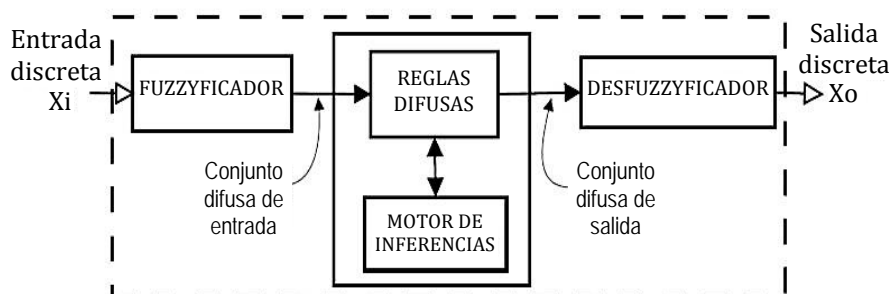 Entrada
discreta
Xi
FUZZYFICADOR
Conjunto
difusa de
entrada
REGLAS
DIFUSAS
MOTOR DE
INFERENCIAS
Conjunto
difusa de
salida
DESFUZZYFICADOR
Salida
discreta
Xo